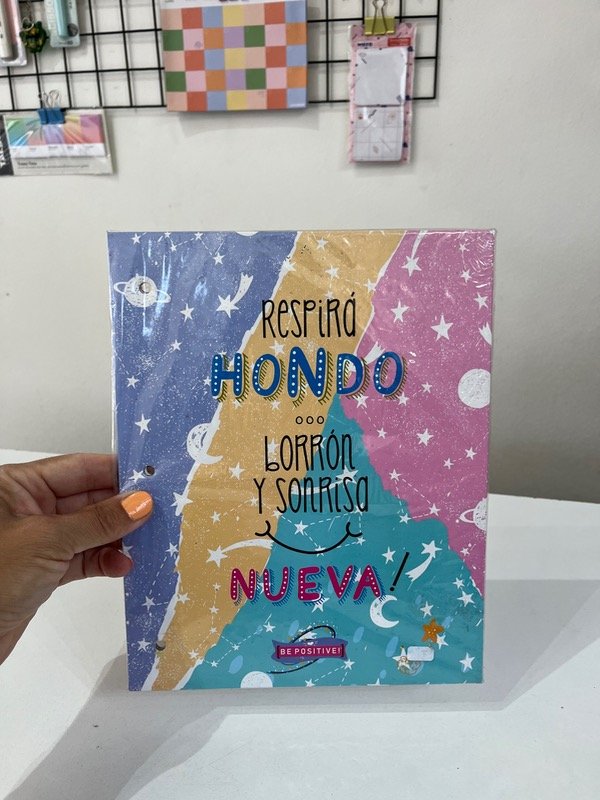 RESPIRÁ
HONDO
...
bORRÓN
Y SONRISA
NUEVA!
BE POSITIVE!